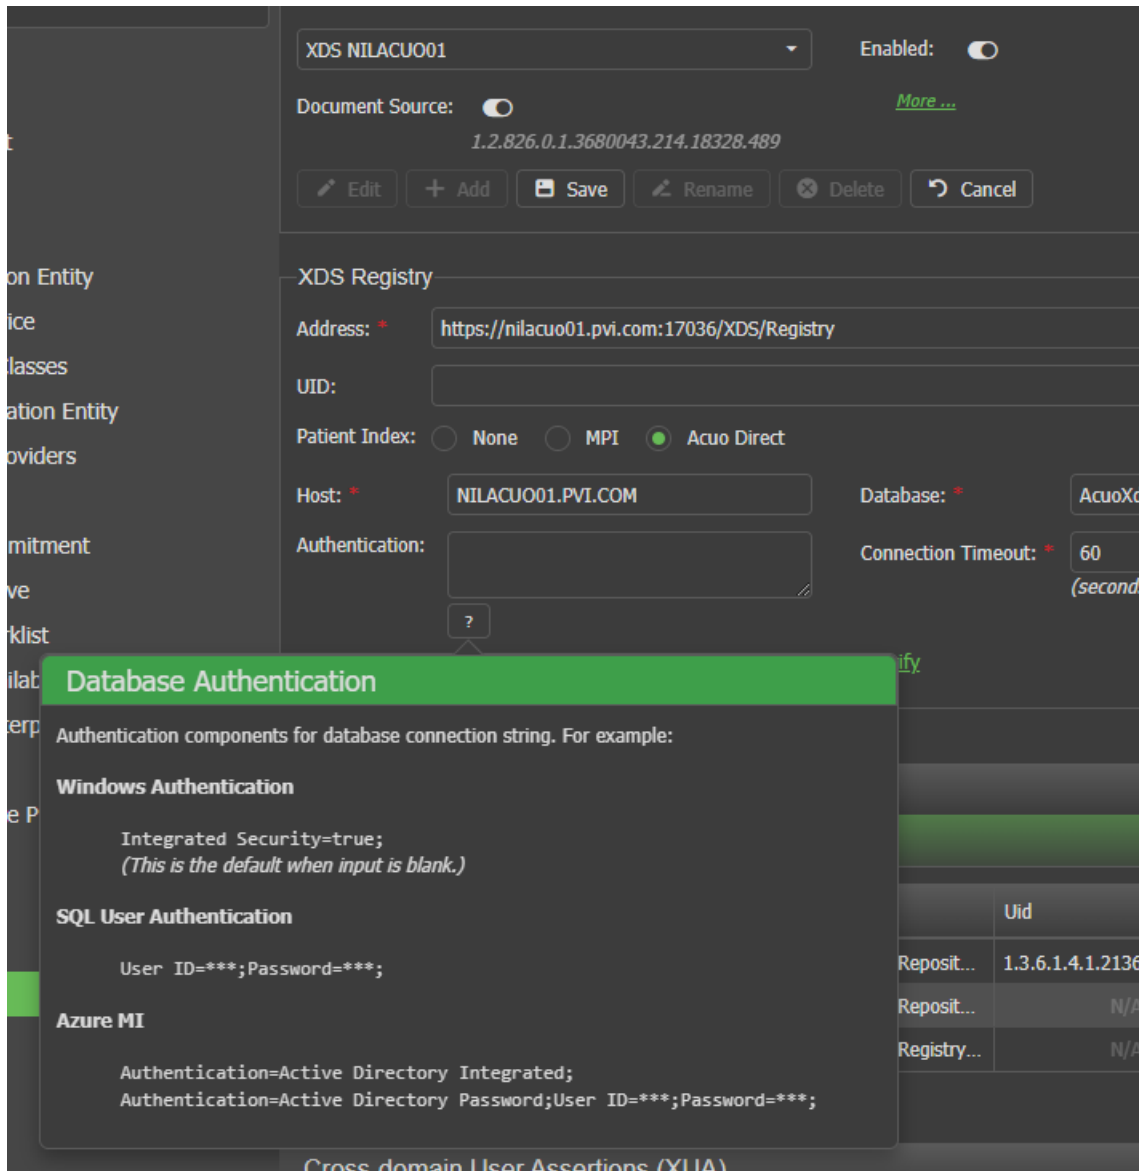 XDS NILACUO01
Enabled:
Document Source:
More ...
1.2.826.0.1.3680043.214.18328.489
Edit
Add
Save
Rename
Delete
Cancel
on Entity
ice
lasses
ation Entity
oviders
mitment
ve
rklist
ilab
terp
e P
XDS Registry
Address: *
https://nilacuo01.pvi.com:17036/XDS/Registry
UID:
Patient Index:
None
MPI
Acuo Direct
Host: *
NILACUO01.PVI.COM
Database: *
AcuoXd
Authentication:
Connection Timeout: *
60
(seconds
?
ify
Database Authentication
Authentication components for database connection string. For example:
Windows Authentication
Integrated Security=true;
(This is the default when input is blank.)
SQL User Authentication
User ID=***;Password=***;
Azure MI
Authentication=Active Directory Integrated;
Authentication=Active Directory Password;User ID=***;Password=***;
Uid
Reposit...
1.3.6.1.4.1.2136
Reposit...
N/A
Registry...
N/A
Cross domain User Assertions (XUA)